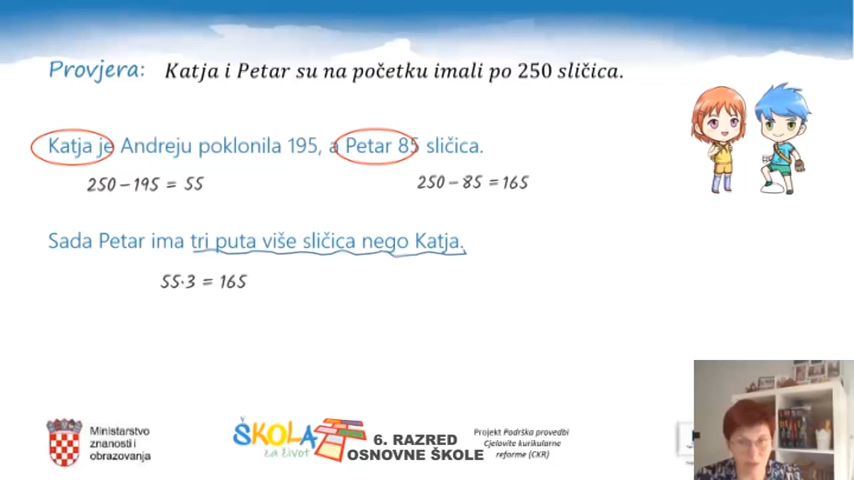 Provjera: Katja i Petar su na početku imali po 250 sličica.
Katja je Andreju poklonila 195, a Petar 85 sličica.
250 – 195 = 55 250 – 85 = 165
Sada Petar ima tri puta više sličica nego Katja.
55·3 = 165
Ministarstvo
znanosti i
obrazovanja
ŠKOLA
za život
6. RAZRED
OSNOVNE ŠKOLE
Projekt Podrška provedbi
Cjelovite kurikularne
reforme (CKR)